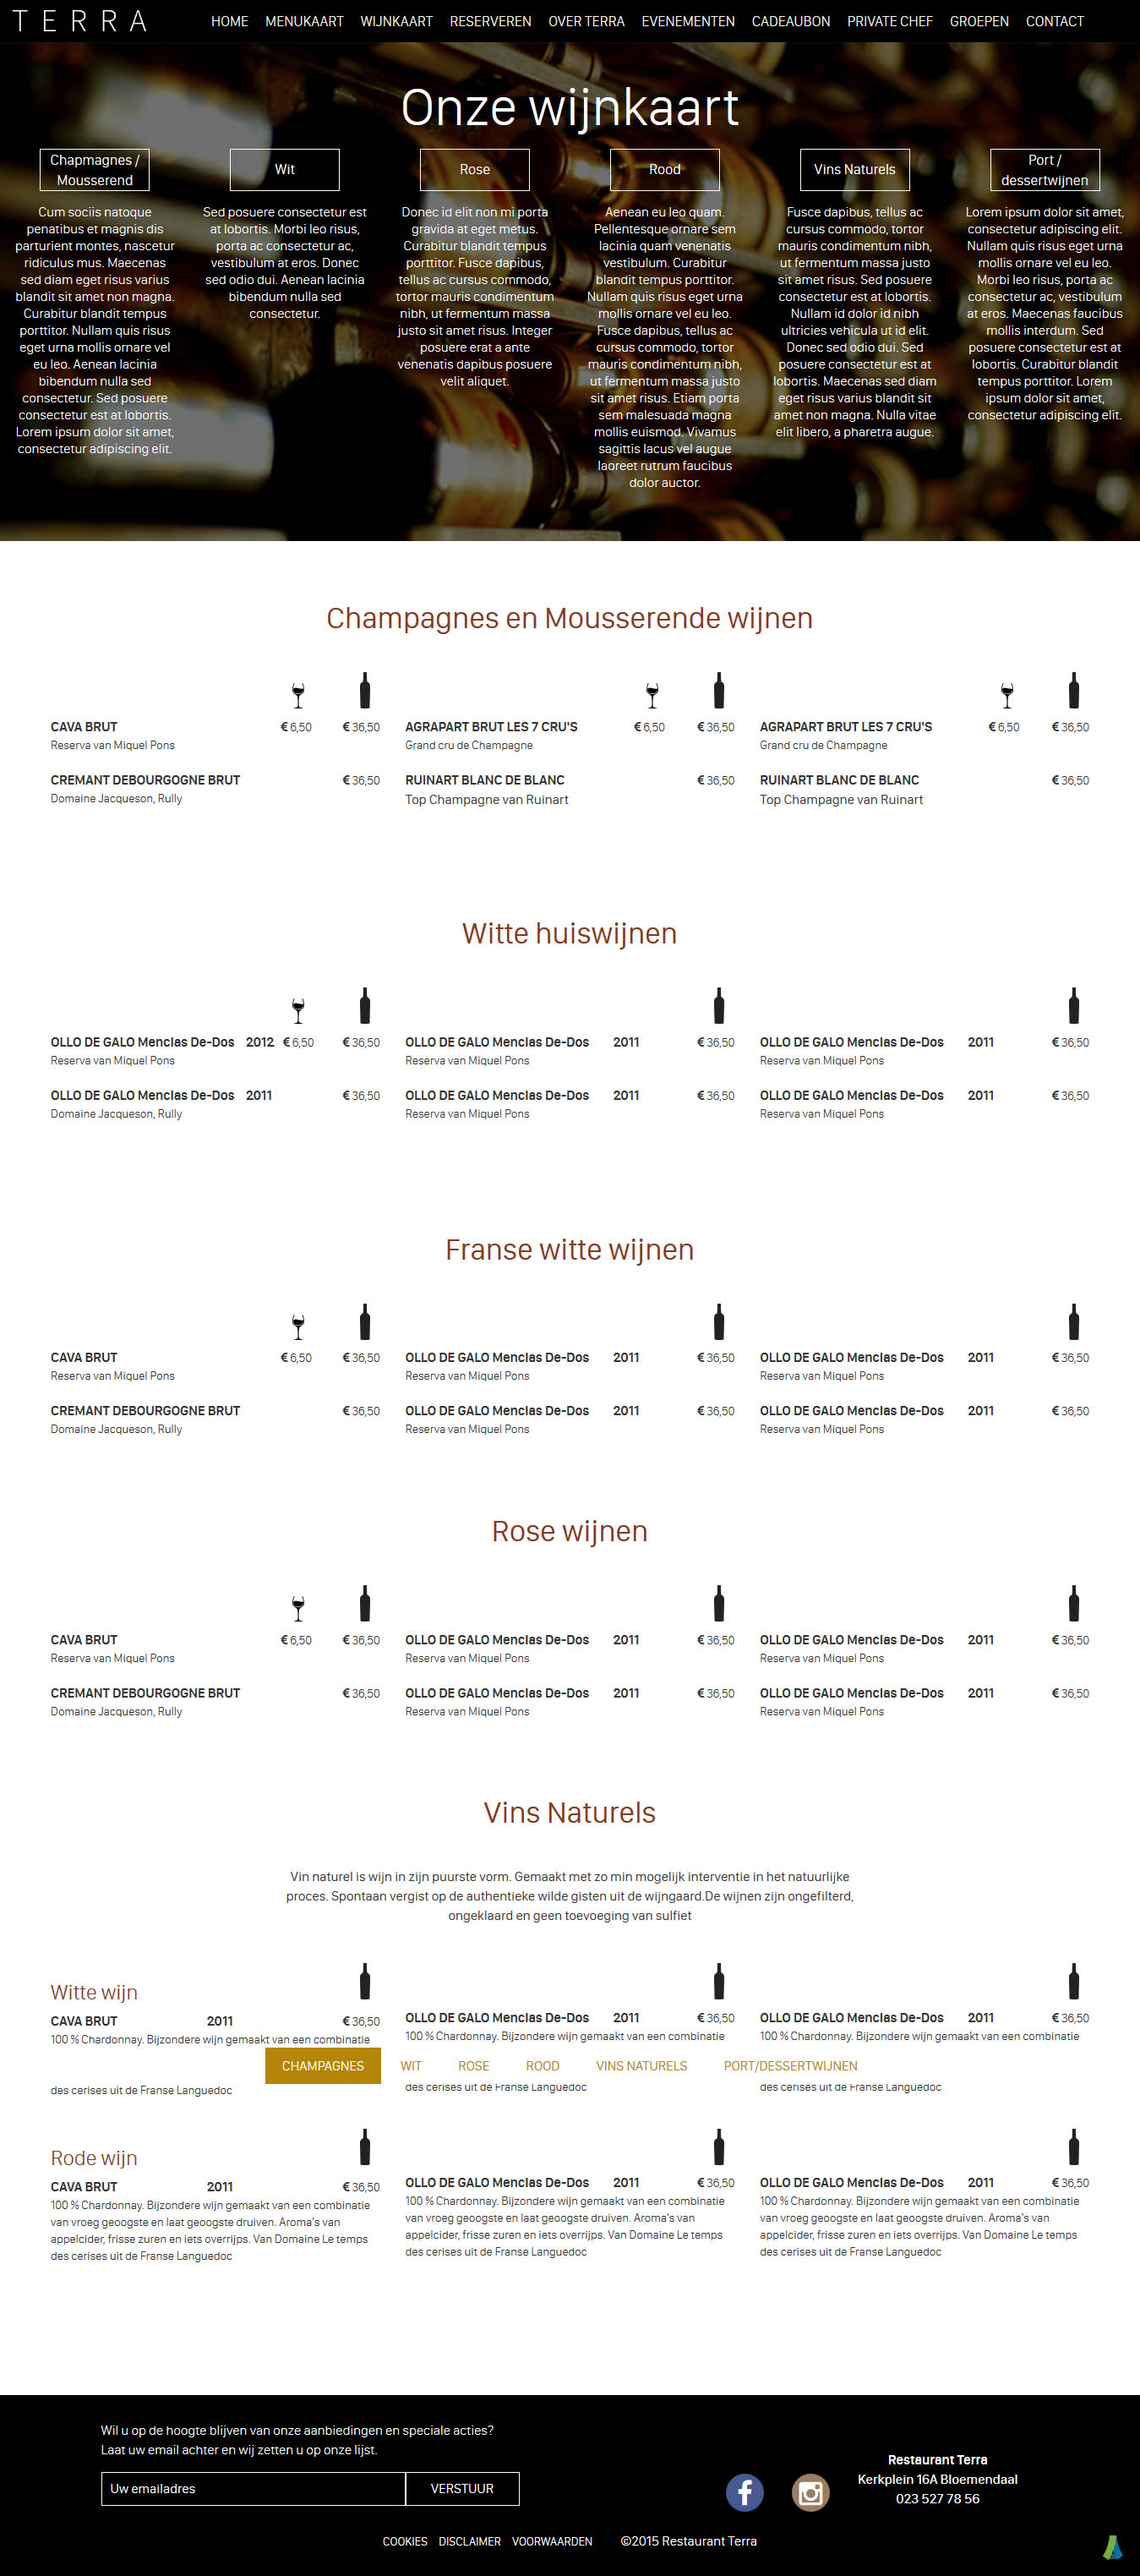 TERRA
HOME MENUKAART WIJNKAART RESERVEREN OVER TERRA EVENEMENTEN CADEAUBON PRIVATE CHEF GROEPEN CONTACT
Onze wijnkaart
Chapmagnes /
Mousserend
Cum sociis natoque
penatibus et magnis dis
parturient montes, nascetur
ridiculus mus. Maecenas
sed diam eget risus varius
blandit sit amet non magna.
Curabitur blandit tempus
porttitor. Nullam quis risus
eget urna mollis ornare vel
eu leo. Aenean lacinia
bibendum nulla sed
consectetur. Sed posuere
consectetur est at lobortis.
Lorem ipsum dolor sit amet,
consectetur adipiscing elit.
Wit
Sed posuere consectetur est
at lobortis. Morbi leo risus,
porta ac consectetur ac,
vestibulum at eros. Donec
sed odio dui. Aenean lacinia
bibendum nulla sed
consectetur.
Rose
Donec id elit non mi porta
gravida at eget metus.
Curabitur blandit tempus
porttitor. Fusce dapibus,
tellus ac cursus commodo,
tortor mauris condimentum
nibh, ut fermentum massa
justo sit amet risus. Integer
posuere erat a ante
venenatis dapibus posuere
velit aliquet.
Rood
Aenean eu leo quam.
Pellentesque ornare sem
lacinia quam venenatis
vestibulum. Curabitur
blandit tempus porttitor.
Nullam quis risus eget urna
mollis ornare vel eu leo.
Fusce dapibus, tellus ac
cursus commodo, tortor
mauris condimentum nibh,
ut fermentum massa justo
sit amet risus. Etiam porta
sem malesuada magna
mollis euismod. Vivamus
sagittis lacus vel augue
laoreet rutrum faucibus
dolor auctor.
Vins Naturels
Fusce dapibus, tellus ac
cursus commodo, tortor
mauris condimentum nibh,
ut fermentum massa justo
sit amet risus. Sed posuere
consectetur est at lobortis.
Nullam id dolor id nibh
ultricies vehicula ut id elit.
Donec sed odio dui. Sed
posuere consectetur est at
lobortis. Maecenas sed diam
eget risus varius blandit sit
amet non magna. Nulla vitae
elit libero, a pharetra augue.
Port /
dessertwijnen
Lorem ipsum dolor sit amet,
consectetur adipiscing elit.
Nullam quis risus eget urna
mollis ornare vel eu leo.
Morbi leo risus, porta ac
consectetur ac, vestibulum
at eros. Maecenas faucibus
mollis interdum. Sed
posuere consectetur est at
lobortis. Curabitur blandit
tempus porttitor. Lorem
ipsum dolor sit amet,
consectetur adipiscing elit.
Champagnes en Mousserende wijnen
CAVA BRUT € 6,50 € 36,50 AGRAPART BRUT LES 7 CRU'S € 6,50 € 36,50 AGRAPART BRUT LES 7 CRU'S € 6,50 € 36,50
Reserva van Miquel Pons Grand cru de Champagne Grand cru de Champagne
CREMANT DEBOURGOGNE BRUT € 36,50 RUINART BLANC DE BLANC € 36,50 RUINART BLANC DE BLANC € 36,50
Domaine Jacqueson, Rully Top Champagne van Ruinart Top Champagne van Ruinart
Witte huiswijnen
OLLO DE GALO Mencias De-Dos 2012 € 6,50 € 36,50 OLLO DE GALO Mencias De-Dos 2011 € 36,50 OLLO DE GALO Mencias De-Dos 2011 € 36,50
Reserva van Miquel Pons Reserva van Miquel Pons Reserva van Miquel Pons
OLLO DE GALO Mencias De-Dos 2011 € 36,50 OLLO DE GALO Mencias De-Dos 2011 € 36,50 OLLO DE GALO Mencias De-Dos 2011 € 36,50
Domaine Jacqueson, Rully Reserva van Miquel Pons Reserva van Miquel Pons
Franse witte wijnen
CAVA BRUT € 6,50 € 36,50 OLLO DE GALO Mencias De-Dos 2011 € 36,50 OLLO DE GALO Mencias De-Dos 2011 € 36,50
Reserva van Miquel Pons Reserva van Miquel Pons Reserva van Miquel Pons
CREMANT DEBOURGOGNE BRUT € 36,50 OLLO DE GALO Mencias De-Dos 2011 € 36,50 OLLO DE GALO Mencias De-Dos 2011 € 36,50
Domaine Jacqueson, Rully Reserva van Miquel Pons Reserva van Miquel Pons
Rose wijnen
CAVA BRUT € 6,50 € 36,50 OLLO DE GALO Mencias De-Dos 2011 € 36,50 OLLO DE GALO Mencias De-Dos 2011 € 36,50
Reserva van Miquel Pons Reserva van Miquel Pons Reserva van Miquel Pons
CREMANT DEBOURGOGNE BRUT € 36,50 OLLO DE GALO Mencias De-Dos 2011 € 36,50 OLLO DE GALO Mencias De-Dos 2011 € 36,50
Domaine Jacqueson, Rully Reserva van Miquel Pons Reserva van Miquel Pons
Vins Naturels
Vin naturel is wijn in zijn puurste vorm. Gemaakt met zo min mogelijk interventie in het natuurlijke
proces. Spontaan vergist op de authentieke wilde gisten uit de wijngaard.De wijnen zijn ongefilterd,
ongeklaard en geen toevoeging van sulfiet
Witte wijn
CAVA BRUT 2011 € 36,50 OLLO DE GALO Mencias De-Dos 2011 € 36,50 OLLO DE GALO Mencias De-Dos 2011 € 36,50
100 % Chardonnay. Bijzondere wijn gemaakt van een combinatie 100 % Chardonnay. Bijzondere wijn gemaakt van een combinatie 100 % Chardonnay. Bijzondere wijn gemaakt van een combinatie
CHAMPAGNES WIT ROSE ROOD VINS NATURELS PORT/DESSERTWIJNEN
des cerises uit de Franse Languedoc des cerises uit de Franse Languedoc des cerises uit de Franse Languedoc
Rode wijn
CAVA BRUT 2011 € 36,50
100 % Chardonnay. Bijzondere wijn gemaakt van een combinatie
van vroeg geoogste en laat geoogste druiven. Aroma's van
appelcider, frisse zuren en iets overrijps. Van Domaine Le temps
des cerises uit de Franse Languedoc
OLLO DE GALO Mencias De-Dos 2011 € 36,50
100 % Chardonnay. Bijzondere wijn gemaakt van een combinatie
van vroeg geoogste en laat geoogste druiven. Aroma's van
appelcider, frisse zuren en iets overrijps. Van Domaine Le temps
des cerises uit de Franse Languedoc
OLLO DE GALO Mencias De-Dos 2011 € 36,50
100 % Chardonnay. Bijzondere wijn gemaakt van een combinatie
van vroeg geoogste en laat geoogste druiven. Aroma's van
appelcider, frisse zuren en iets overrijps. Van Domaine Le temps
des cerises uit de Franse Languedoc
Wil u op de hoogte blijven van onze aanbiedingen en speciale acties?
Laat uw email achter en wij zetten u op onze lijst.
Uw emailadres VERSTUUR
Restaurant Terra
Kerkplein 16A Bloemendaal
023 527 78 56
COOKIES DISCLAIMER VOORWAARDEN ©2015 Restaurant Terra